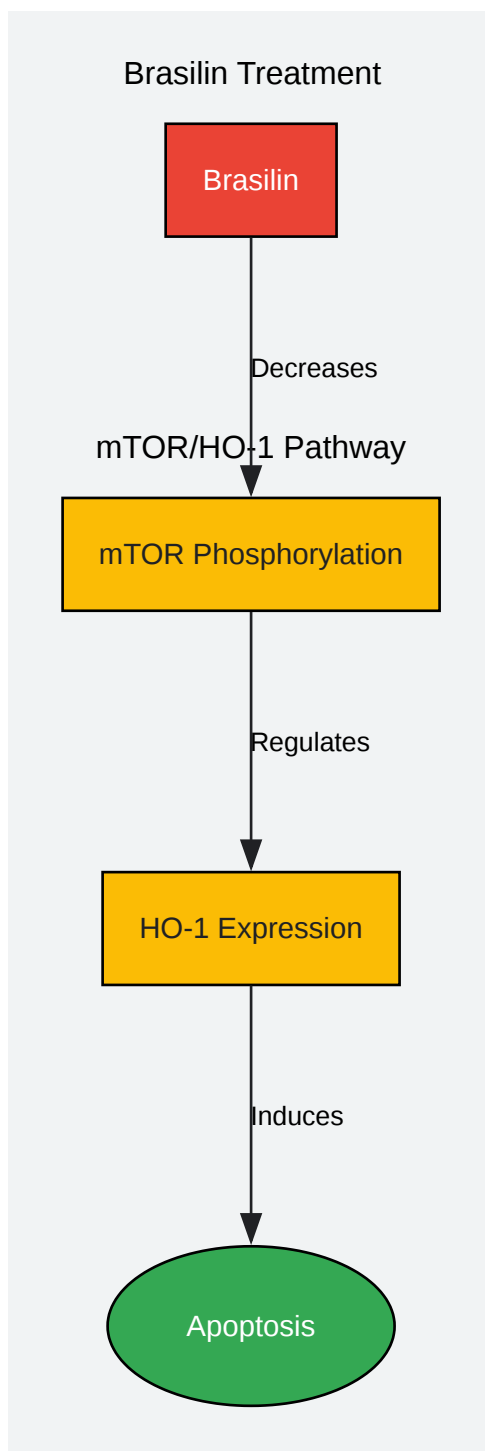 Brasilin Treatment
Brasilin
Decreases
mTOR/HO-1 Pathway
mTOR Phosphorylation
Regulates
HO-1 Expression
Induces
Apoptosis